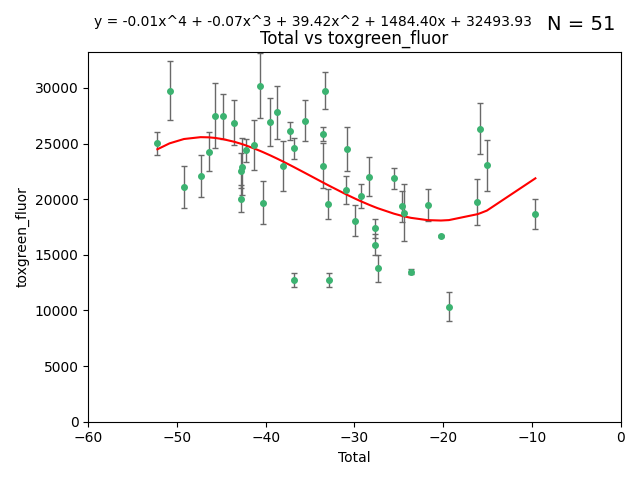 y = -0.01x^4 + -0.07x^3 + 39.42x^2 + 1484.40x + 32493.93
N = 51
Total vs toxgreen_fluor
toxgreen_fluor
30000
25000
20000
15000
10000
5000
0
−60
−50
−40
−30
−20
−10
0
Total